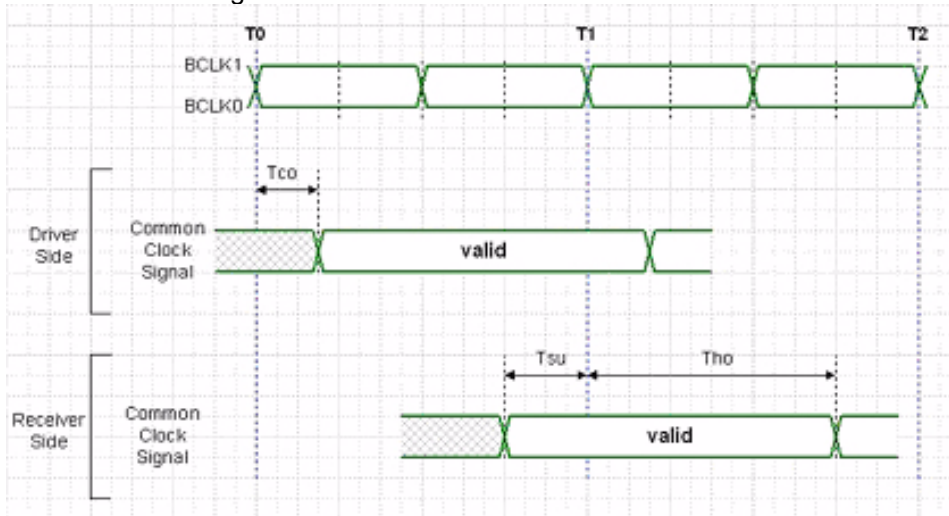 T0
T1
T2
BCLK1
BCLK0
Tco
Driver
Side
Common
Clock
Signal
valid
Tsu
Tho
Receiver
Side
Common
Clock
Signal
valid